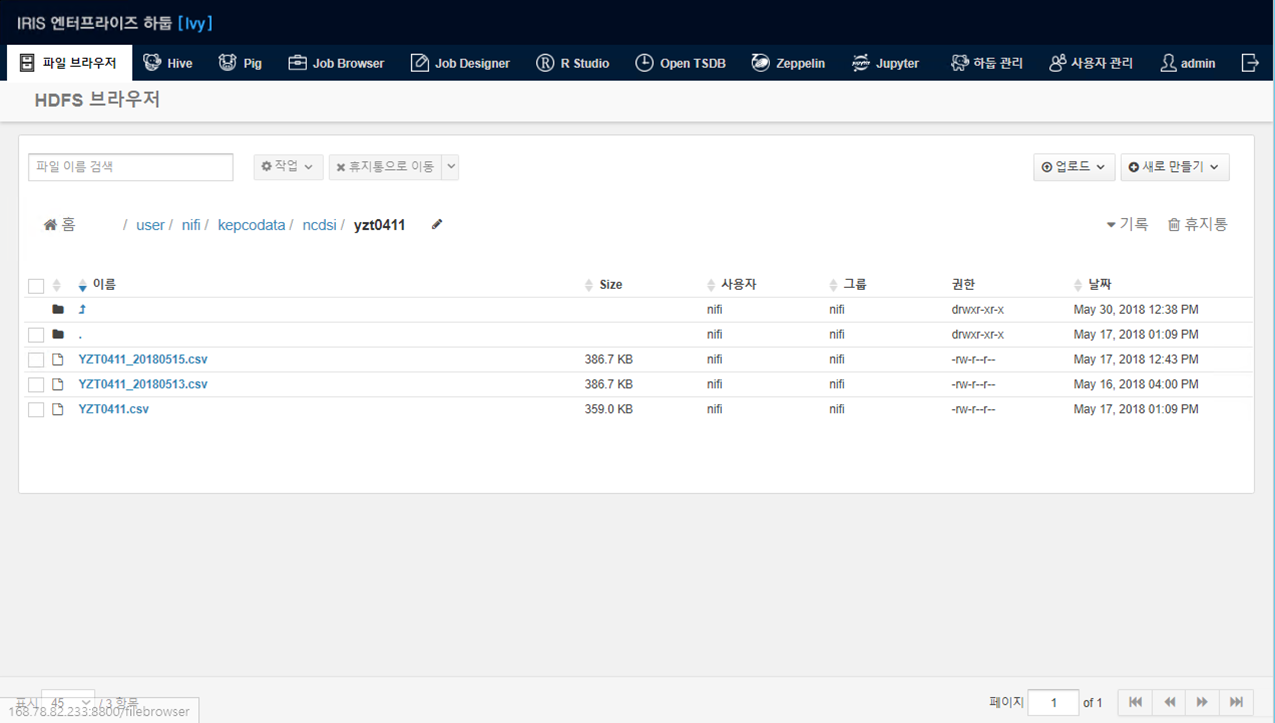 IRIS 엔터프라이즈 하둡 [Ivy]
파일 브라우저 Hive Pig Job Browser Job Designer R Studio Open TSDB Zeppelin Jupyter 하둡 관리 사용자 관리 admin
HDFS 브라우저
파일 이름 검색 작업 휴지통으로 이동 업로드 새로 만들기
홈 / user / nifi / kepcodata / ncdsi / yzt0411 기록 휴지통
이름 Size 사용자 그룹 권한 날짜
nifi nifi drwxr-xr-x May 30, 2018 12:38 PM
. nifi nifi drwxr-xr-x May 17, 2018 01:09 PM
YZT0411_20180515.csv 386.7 KB nifi nifi -rw-r--r-- May 17, 2018 12:43 PM
YZT0411_20180513.csv 386.7 KB nifi nifi -rw-r--r-- May 16, 2018 04:00 PM
YZT0411.csv 359.0 KB nifi nifi -rw-r--r-- May 17, 2018 01:09 PM
표시 45 / 3 항목 페이지 1 of 1
168.78.82.233:8800/filebrowser